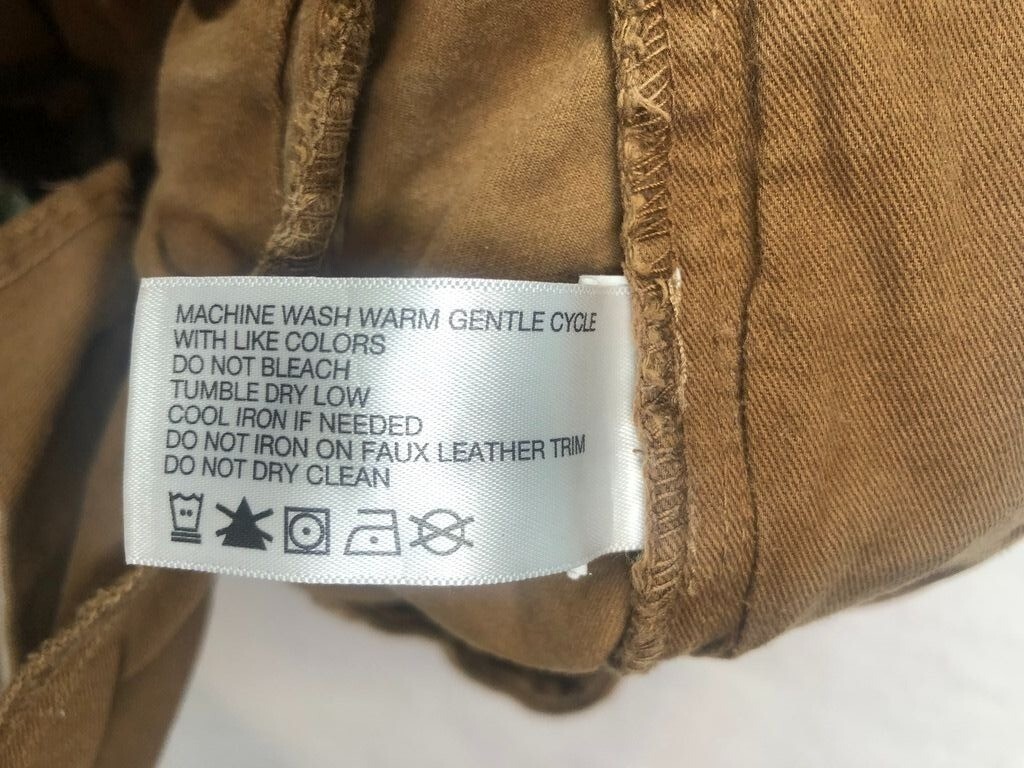 MACHINE WASH WARM GENTLE CYCLE
WITH LIKE COLORS
DO NOT BLEACH
TUMBLE DRY LOW
COOL IRON IF NEEDED
DO NOT IRON ON FAUX LEATHER TRIM
DO NOT DRY CLEAN